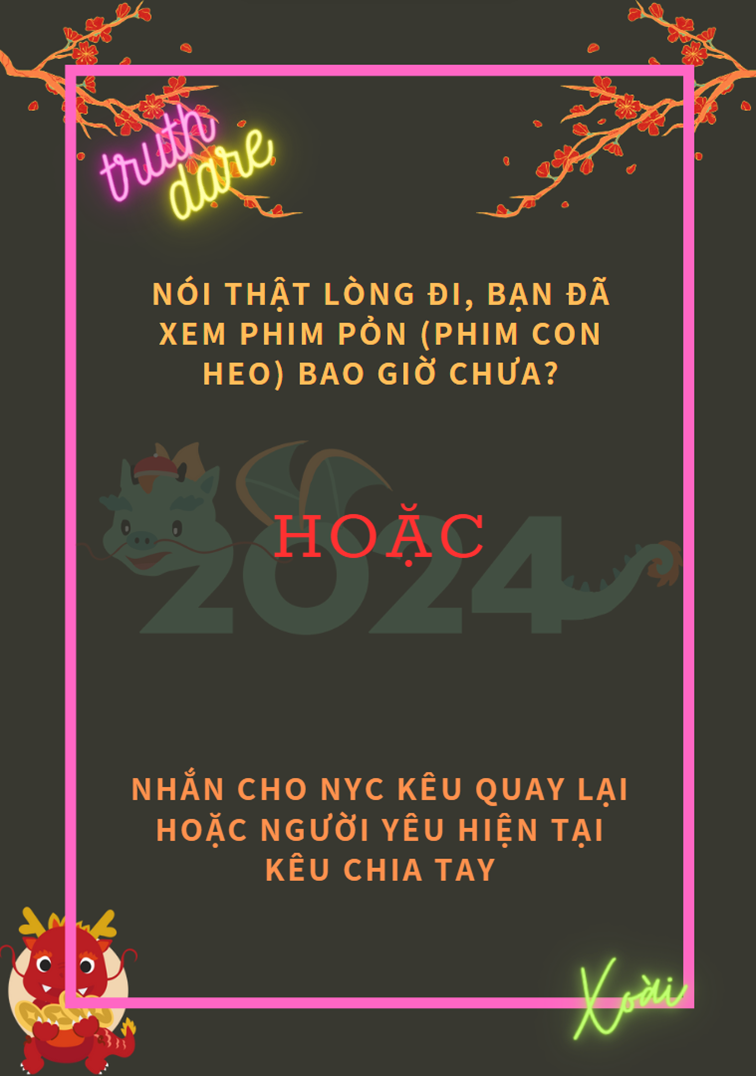 truth
dare
NÓI THẬT LÒNG ĐI, BẠN ĐÃ
XEM PHIM PỎN (PHIM CON
HEO) BAO GIỜ CHƯA?
2024
HOẶC
NHẮN CHO NYC KÊU QUAY LẠI
HOẶC NGƯỜI YÊU HIỆN TẠI
KÊU CHIA TAY
Xoài